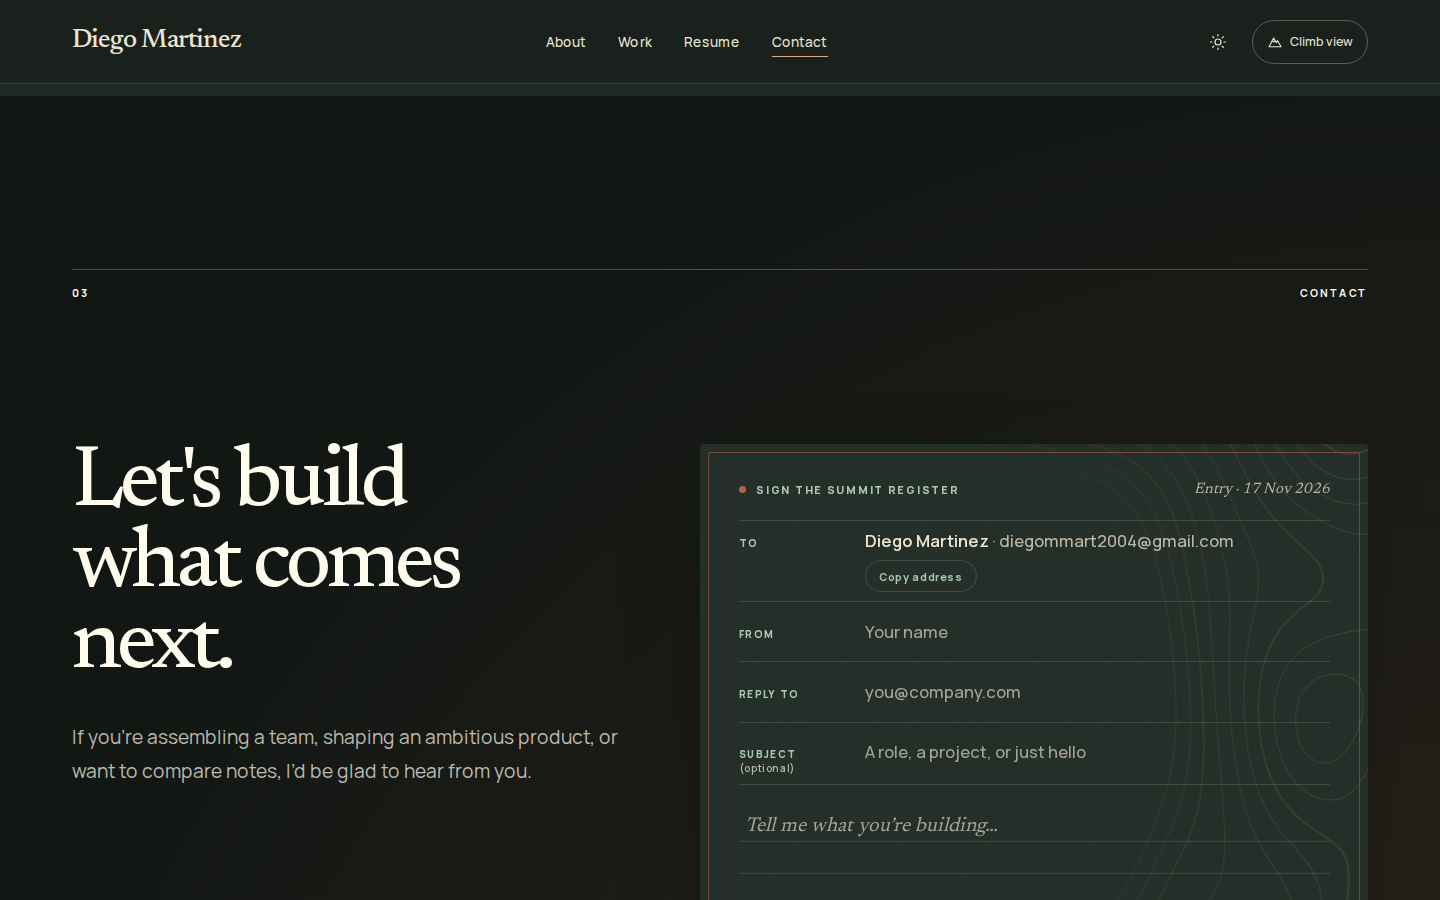 Diego Martinez
About
Work
Resume
Contact
Climb view
03
CONTACT
Let's build
what comes
next.
If you’re assembling a team, shaping an ambitious product, or
want to compare notes, I’d be glad to hear from you.
SIGN THE SUMMIT REGISTER
Entry · 17 Nov 2026
TO
Diego Martinez · diegommart2004@gmail.com
Copy address
FROM
Your name
REPLY TO
you@company.com
SUBJECT
(optional)
A role, a project, or just hello
Tell me what you’re building…